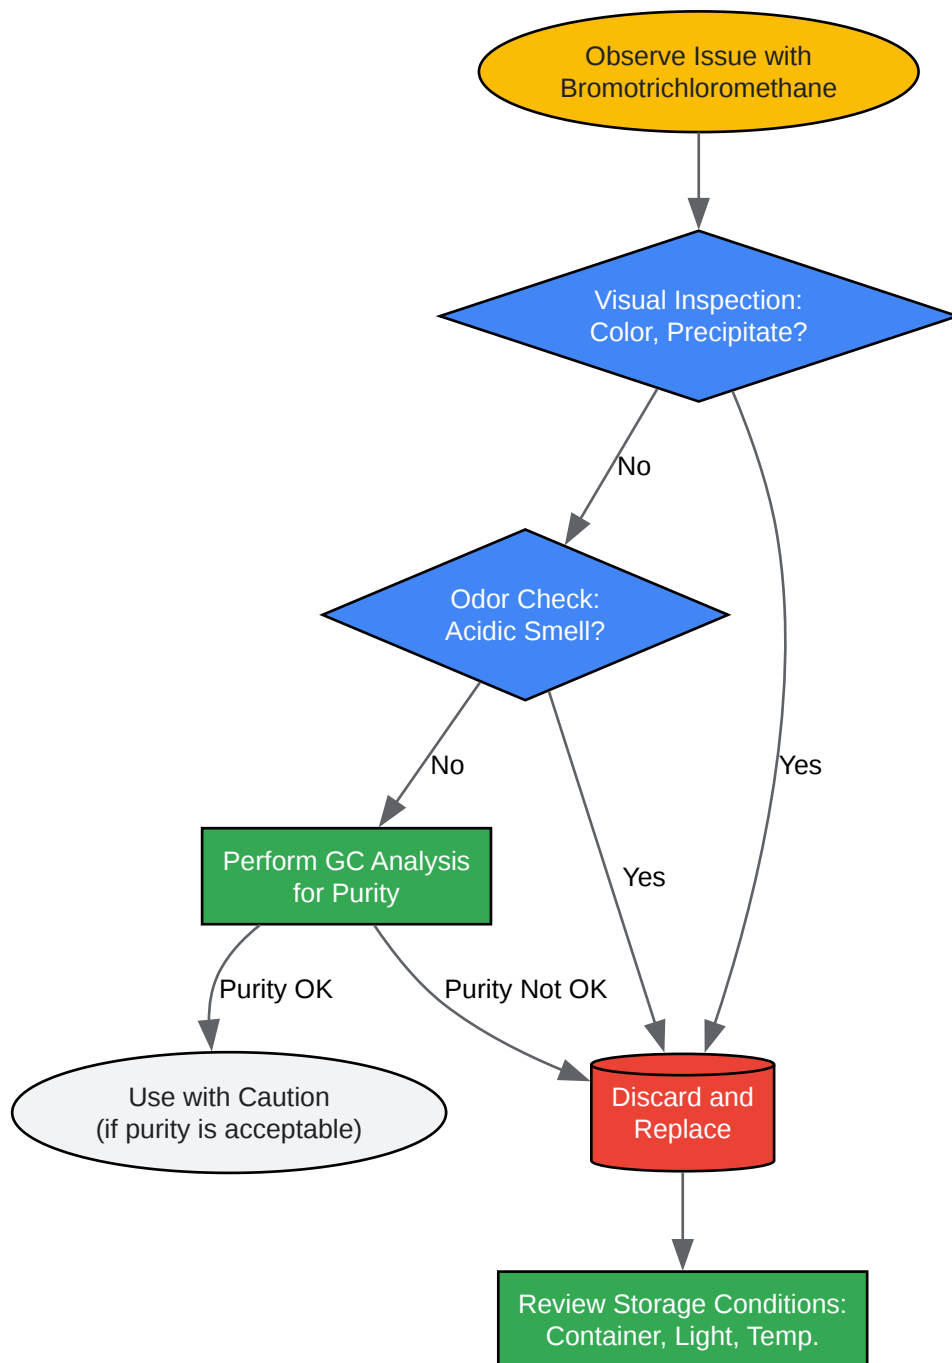 Observe Issue with
Bromotrichloromethane
Visual Inspection:
Color, Precipitate?
No
Odor Check:
Acidic Smell?
No
Yes
Perform GC Analysis
for Purity
Yes
Purity OK
Purity Not OK
Use with Caution
(if purity is acceptable)
Discard and
Replace
Review Storage Conditions:
Container, Light, Temp.